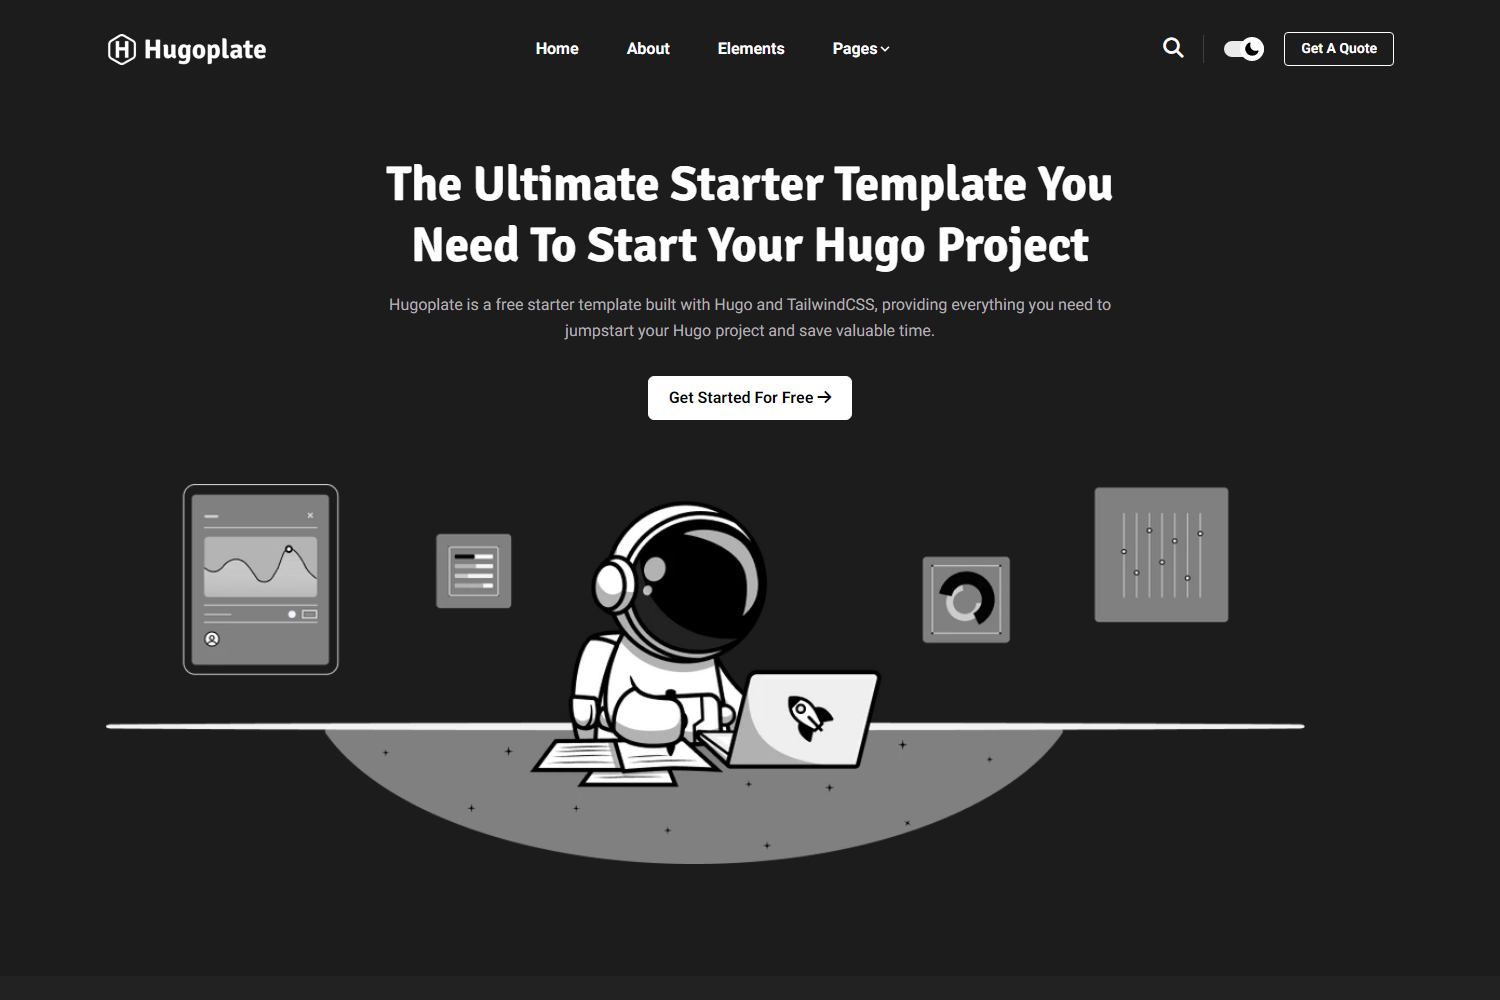 Hugoplate
Home
About
Elements
Pages
Get A Quote
The Ultimate Starter Template You
Need To Start Your Hugo Project
Hugoplate is a free starter template built with Hugo and TailwindCSS, providing everything you need to
jumpstart your Hugo project and save valuable time.
Get Started For Free